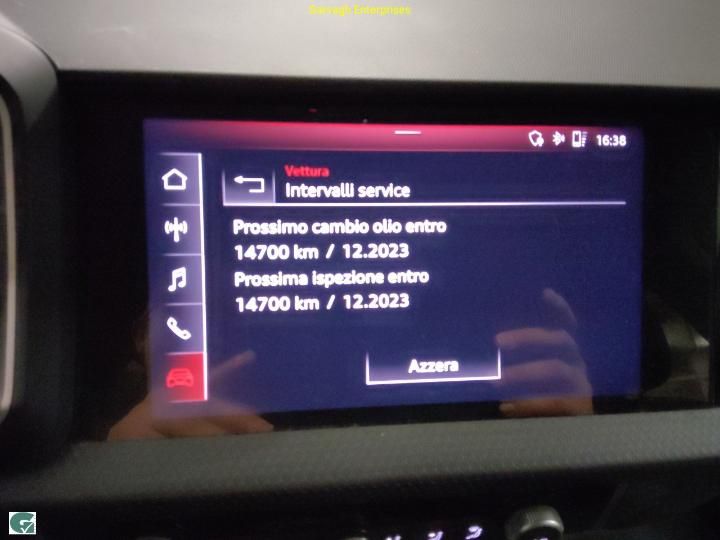 Sarvagh Enterprises
16:38
Vettura
Intervalli service
Prossimo cambio olio entro
14700 km / 12.2023
Prossima ispezione entro
14700 km / 12.2023
Azzera